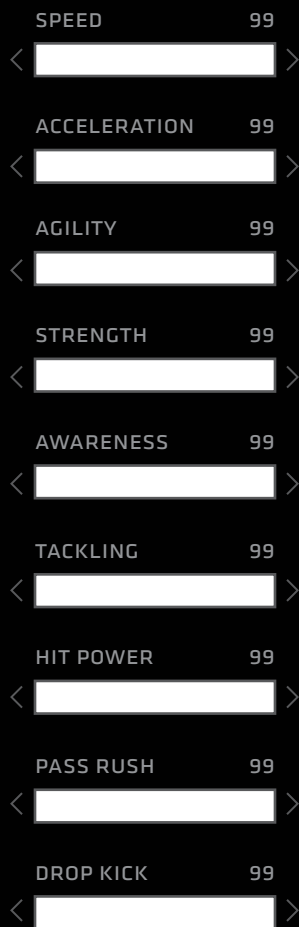 SPEED 99
ACCELERATION 99
AGILITY 99
STRENGTH 99
AWARENESS 99
TACKLING 99
HIT POWER 99
PASS RUSH 99
DROP KICK 99